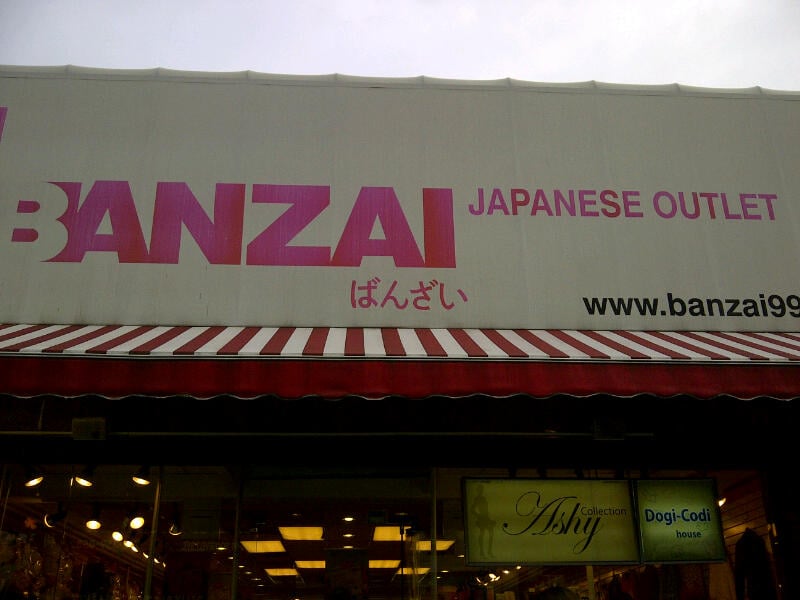 BANZAI
JAPANESE OUTLET
ばんざい
www.banzai99
Ashy
Collection
Dogi-Codi
house